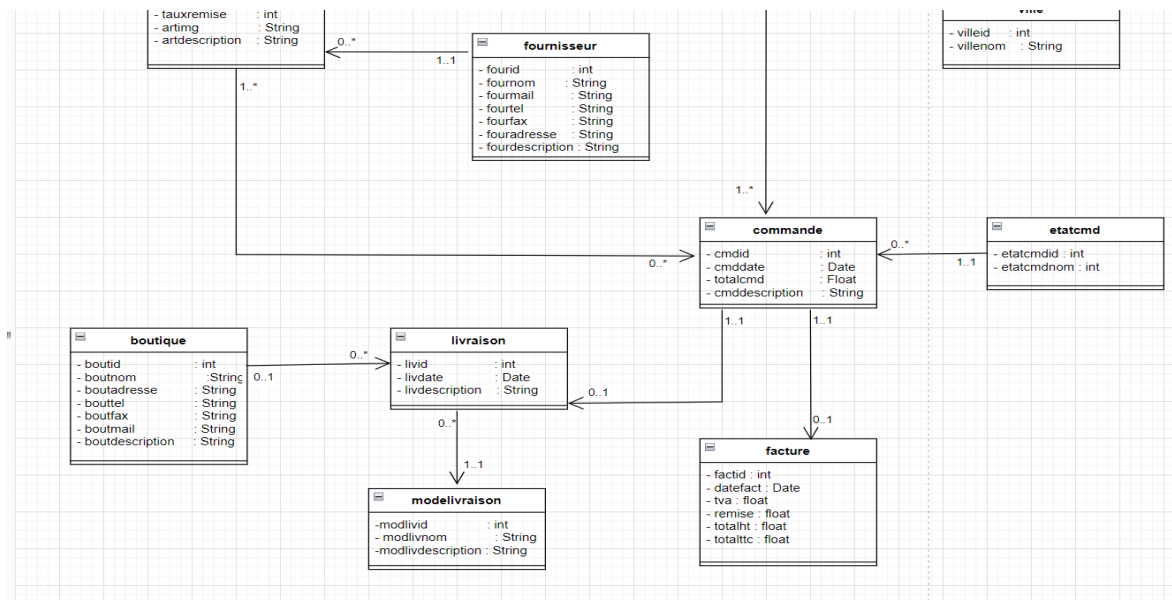 - tauxremise : int
- artimg : String
- artdescription : String
0..*
1..1
1..*
fournisseur
- fourid : int
- fournom : String
- fourmail : String
- fourtel : String
- fourfax : String
- fouradresse : String
- fourdescription : String
ville
- villeid : int
- villenom : String
1..*
0..*
commande
- cmdid : int
- cmddate : Date
- totalcmd : Float
- cmddescription : String
0..*
1..1
etatcmd
- etatcmdid : int
- etatcmdnom : int
1..1
1..1
boutique
- boutid : int
- boutnom :String
- boutadresse : String
- bouttel : String
- boutfax : String
- boutmail : String
- boutdescription : String
0..*
0..1
livraison
- livid : int
- livdate : Date
- livdescription : String
0..1
0..*
1..1
0..1
modelivraison
-modlivid : int
- modlivnom : String
-modlivdescription : String
facture
- factid : int
- datefact : Date
- tva : float
- remise : float
- totalht : float
- totalttc : float